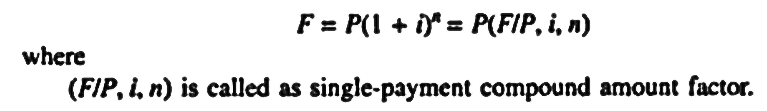 F = P(1 + i)ⁿ = P(F/P, i, n)
where
(F/P, i, n) is called as single-payment compound amount factor.